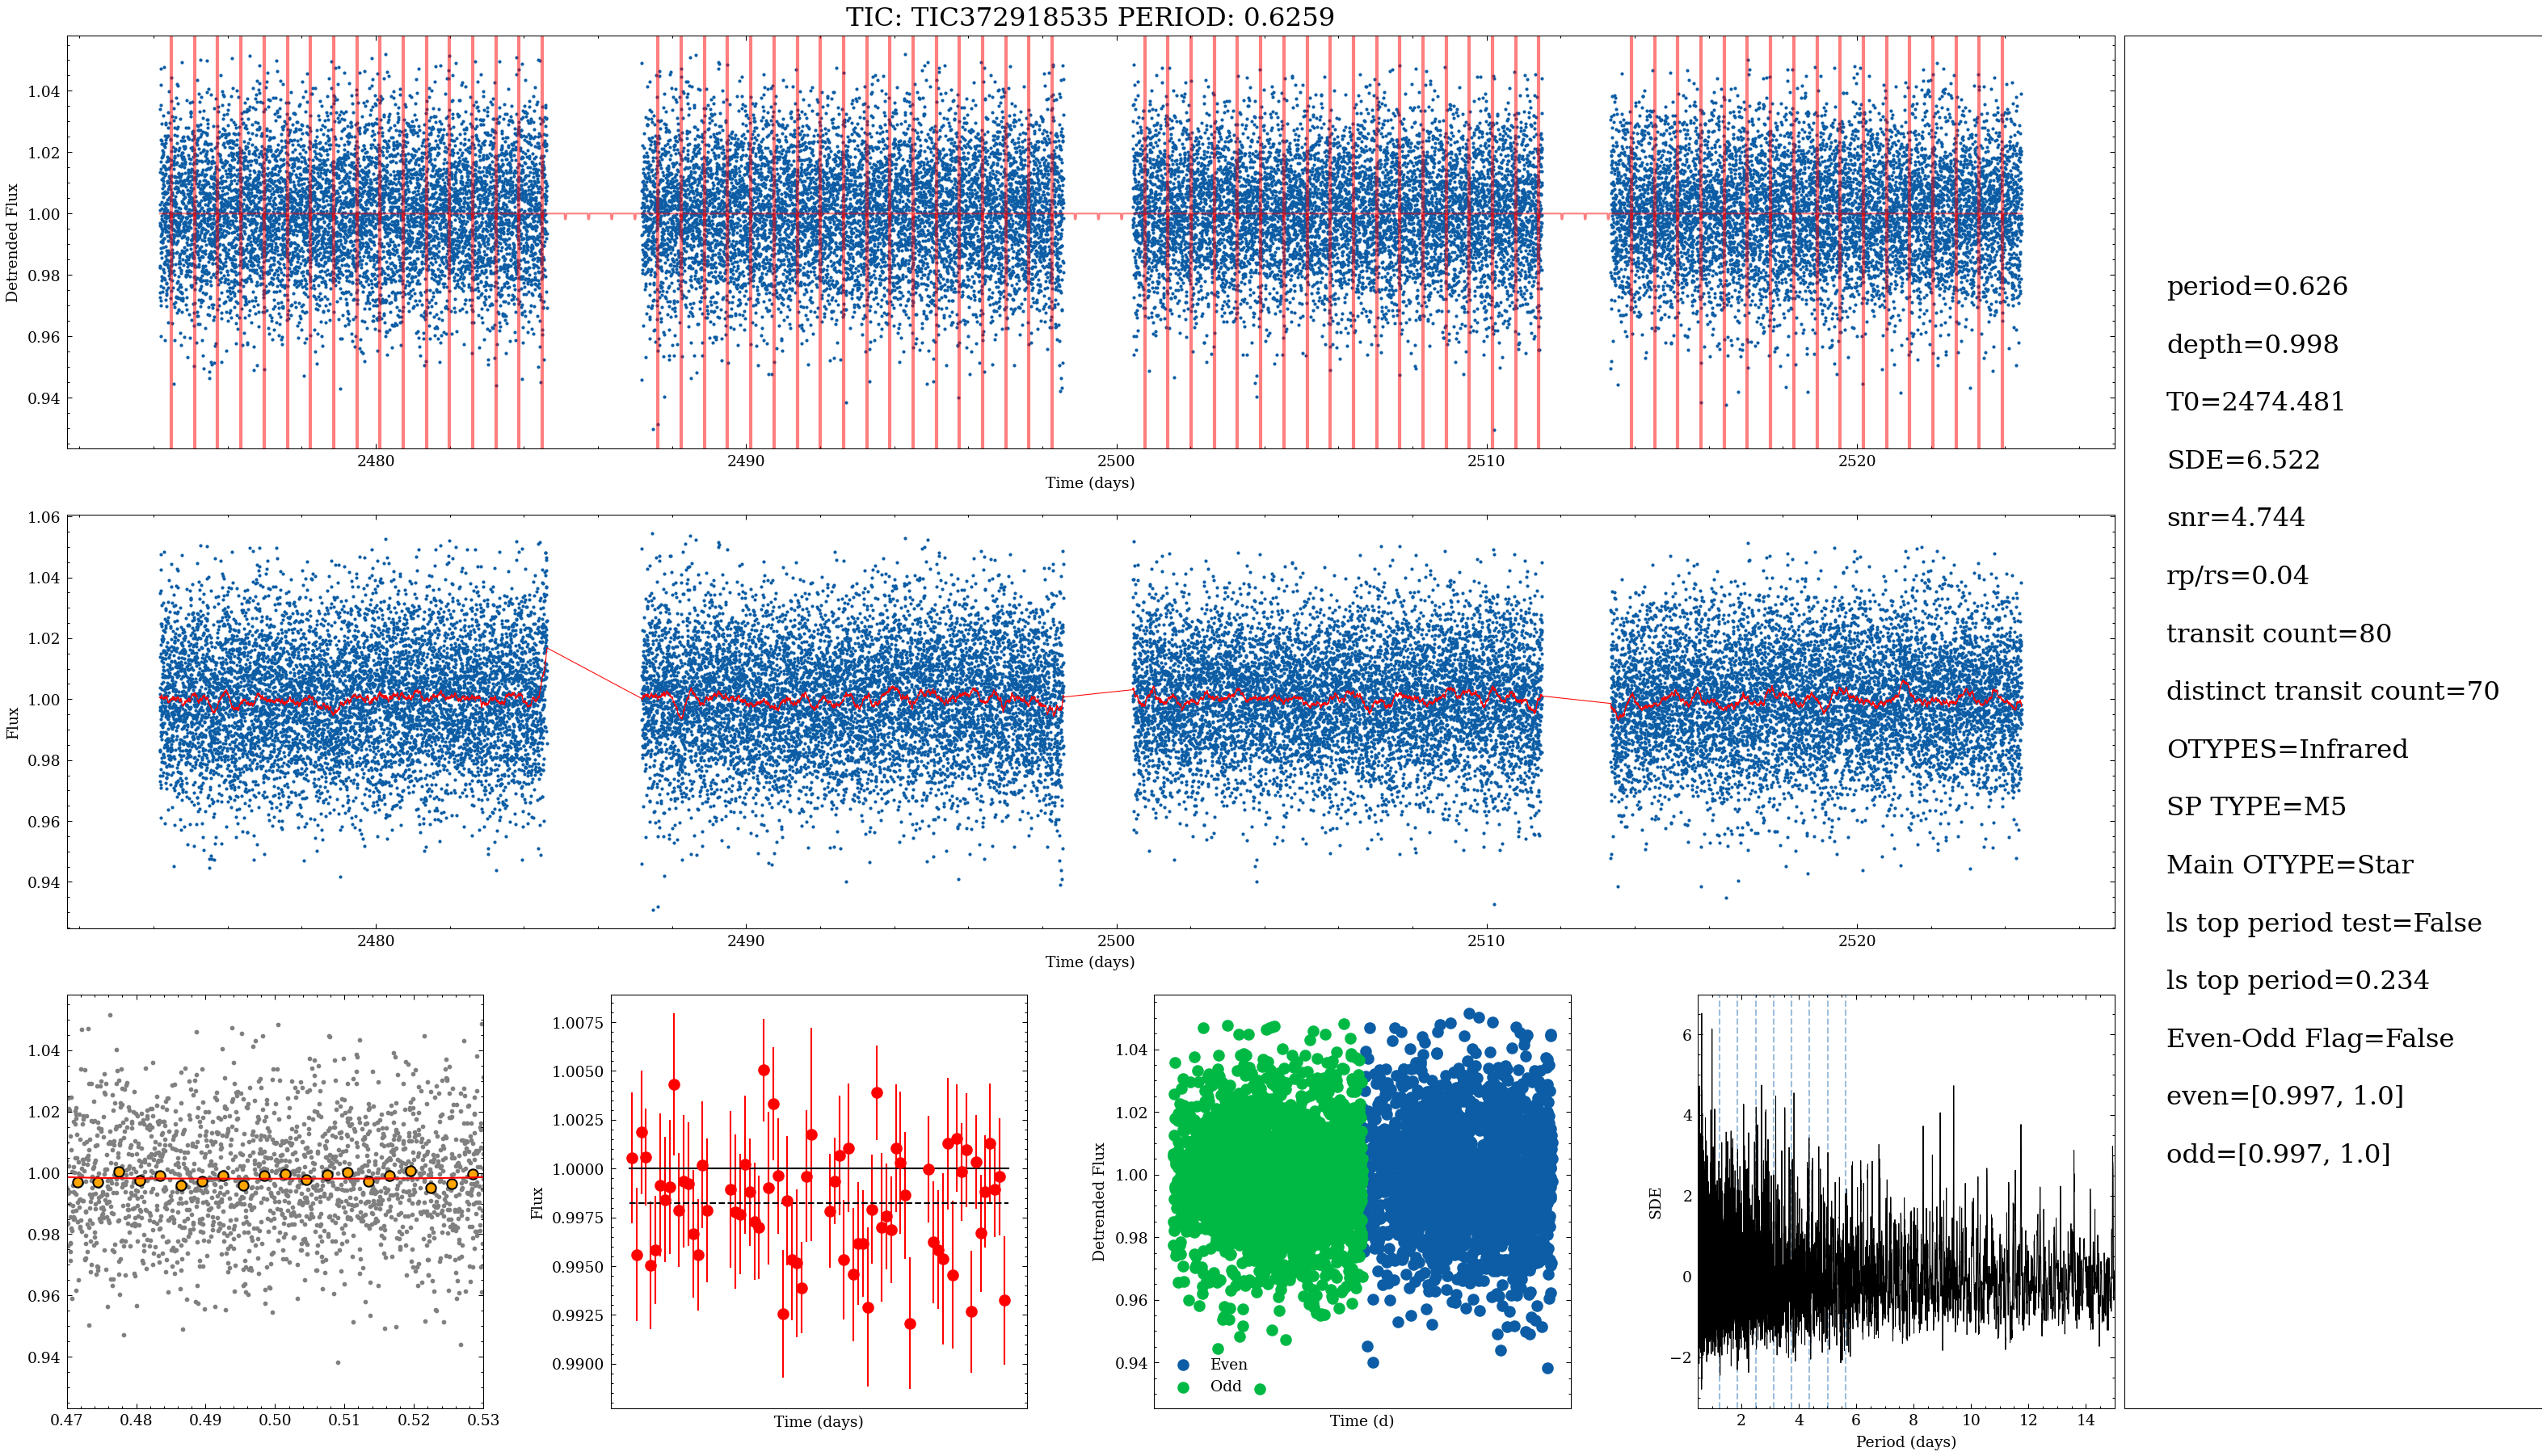 TIC: TIC372918535 PERIOD: 0.6259
1.04
1.02
1.00
0.98
0.96
0.94
Detrended Flux
2480
2490
2500
2510
2520
Time (days)
1.06
1.04
1.02
1.00
0.98
0.96
0.94
Flux
2480
2490
2500
2510
2520
Time (days)
1.04
1.02
1.00
0.98
0.96
0.94
0.47
0.48
0.49
0.50
0.51
0.52
0.53
1.0075
1.0050
1.0025
1.0000
0.9975
0.9950
0.9925
0.9900
Flux
Time (days)
1.04
1.02
1.00
0.98
0.96
0.94
Detrended Flux
Even
Odd
Time (d)
6
4
2
0
−2
SDE
2
4
6
8
10
12
14
Period (days)
period=0.626
depth=0.998
T0=2474.481
SDE=6.522
snr=4.744
rp/rs=0.04
transit count=80
distinct transit count=70
OTYPES=Infrared
SP TYPE=M5
Main OTYPE=Star
ls top period test=False
ls top period=0.234
Even-Odd Flag=False
even=[0.997, 1.0]
odd=[0.997, 1.0]